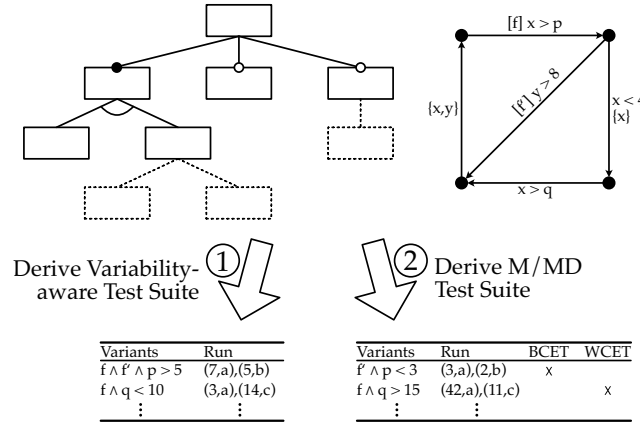 [f] x > p
{x,y}
[f'] y > 8
x < 4
{x}
x > q
Derive Variability-
aware Test Suite
1
2
Derive M/MD
Test Suite
Variants Run
f ∧ f' ∧ p > 5 (7,a),(5,b)
f ∧ q < 10 (3,a),(14,c)
⋮ ⋮
Variants Run BCET WCET
f' ∧ p < 3 (3,a),(2,b) x
f ∧ q > 15 (42,a),(11,c) x
⋮ ⋮